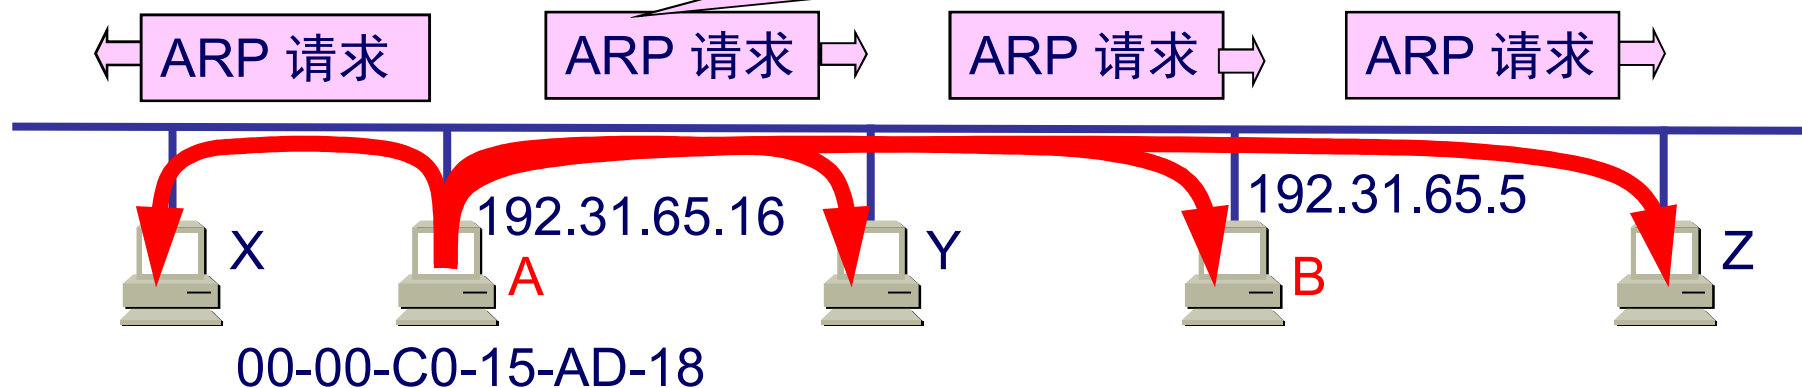 ARP 请求
ARP 请求
ARP 请求
ARP 请求
192.31.65.16
192.31.65.5
X
A
Y
B
Z
00-00-C0-15-AD-18